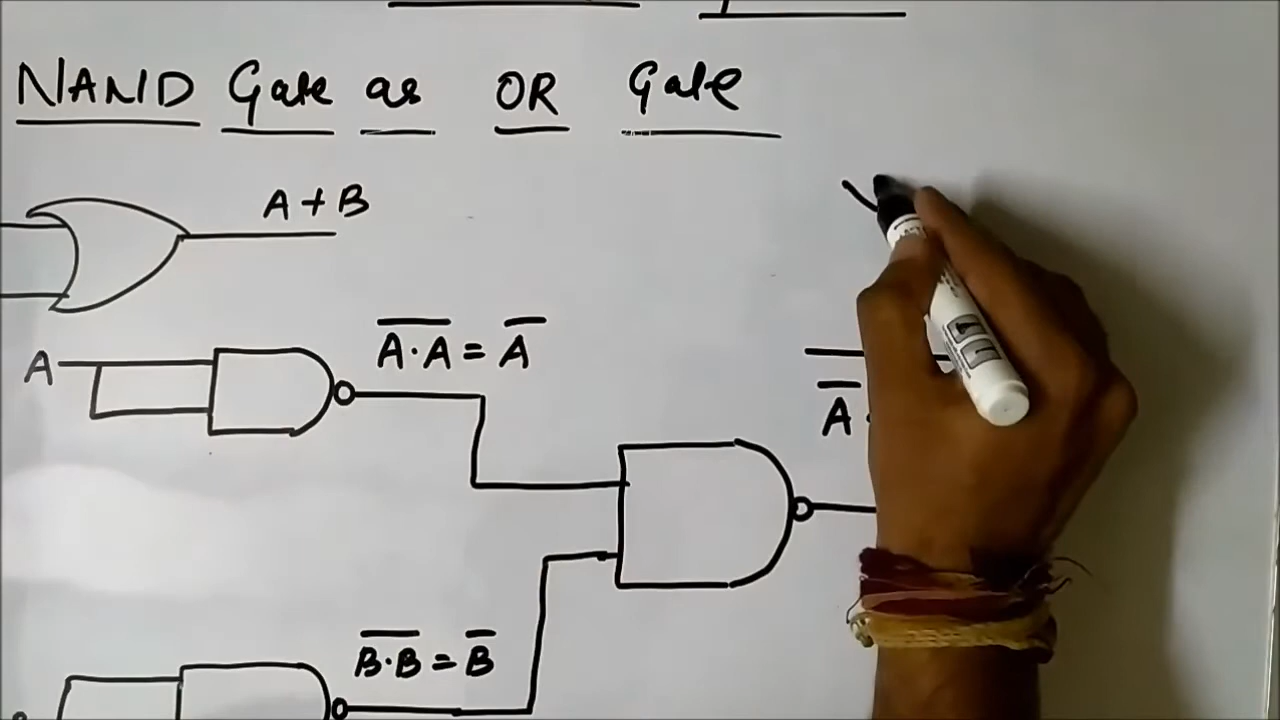 NAND Gate as OR Gate
A + B
A
A·A̅ = A̅
A̅ ·
B·B̅ = B̅